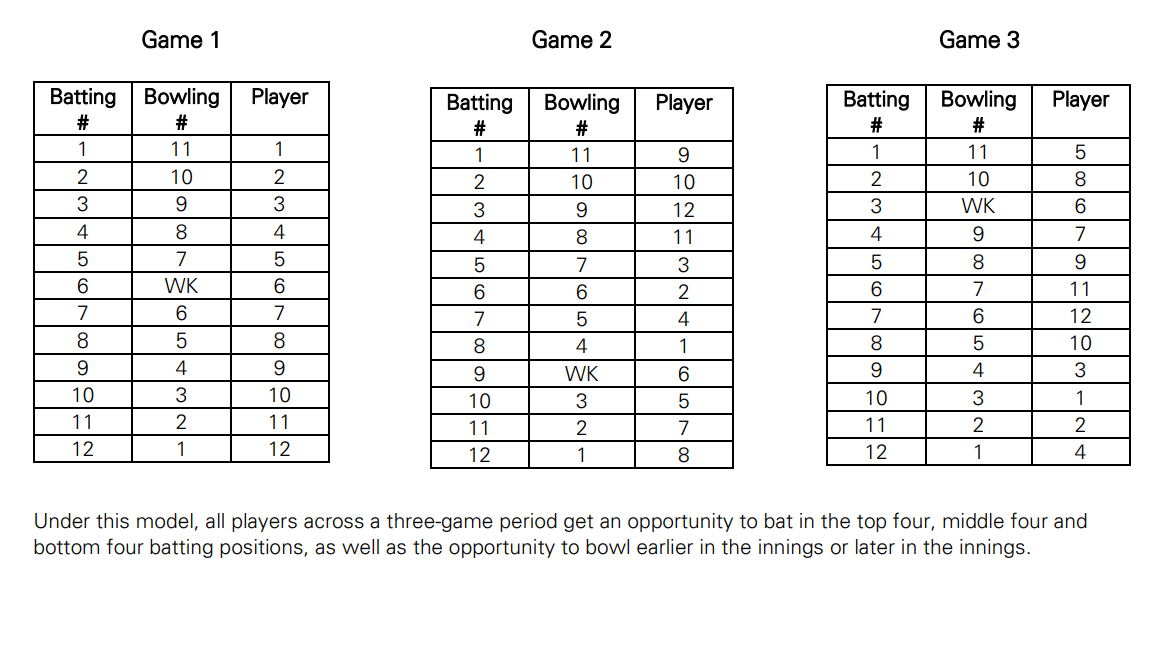 Game 1
Batting # Bowling # Player
1 11 1
2 10 2
3 9 3
4 8 4
5 7 5
6 WK 6
7 6 7
8 5 8
9 4 9
10 3 10
11 2 11
12 1 12
Game 2
Batting # Bowling # Player
1 11 9
2 10 10
3 9 12
4 8 11
5 7 3
6 6 2
7 5 4
8 4 1
9 WK 6
10 3 5
11 2 7
12 1 8
Game 3
Batting # Bowling # Player
1 11 5
2 10 8
3 WK 6
4 9 7
5 8 9
6 7 11
7 6 12
8 5 10
9 4 3
10 3 1
11 2 2
12 1 4
Under this model, all players across a three-game period get an opportunity to bat in the top four, middle four and
bottom four batting positions, as well as the opportunity to bowl earlier in the innings or later in the innings.